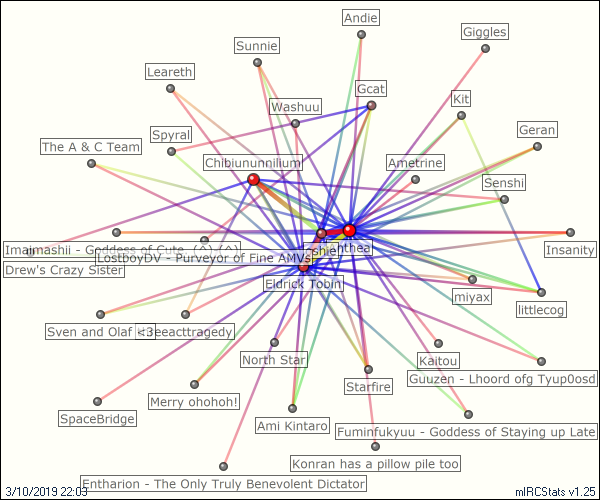 Andie
Giggles
Sunnie
Leareth
Gcat
Kit
Washuu
Spyral
Geran
The A & C Team
Chibiununnilium
Ametrine
Senshi
Imajimashii - Goddess of Cute
Insanity
LostboyDV - Purveyor of Fine AMVs
Drew's Crazy Sister
Eldrick Tobin
miyax
littlecog
Sven and Olaf <3
eeacttragedy
North Star
Kaitou
Guuzen - Lhoord ofg Tyup0osd
Starfire
Merry ohohoh!
SpaceBridge
Ami Kintaro
Fuminfukyuu - Goddess of Staying up Late
Konran has a pillow pile too
Entharion - The Only Truly Benevolent Dictator
3/10/2019 22:03
mIRCStats v1.25